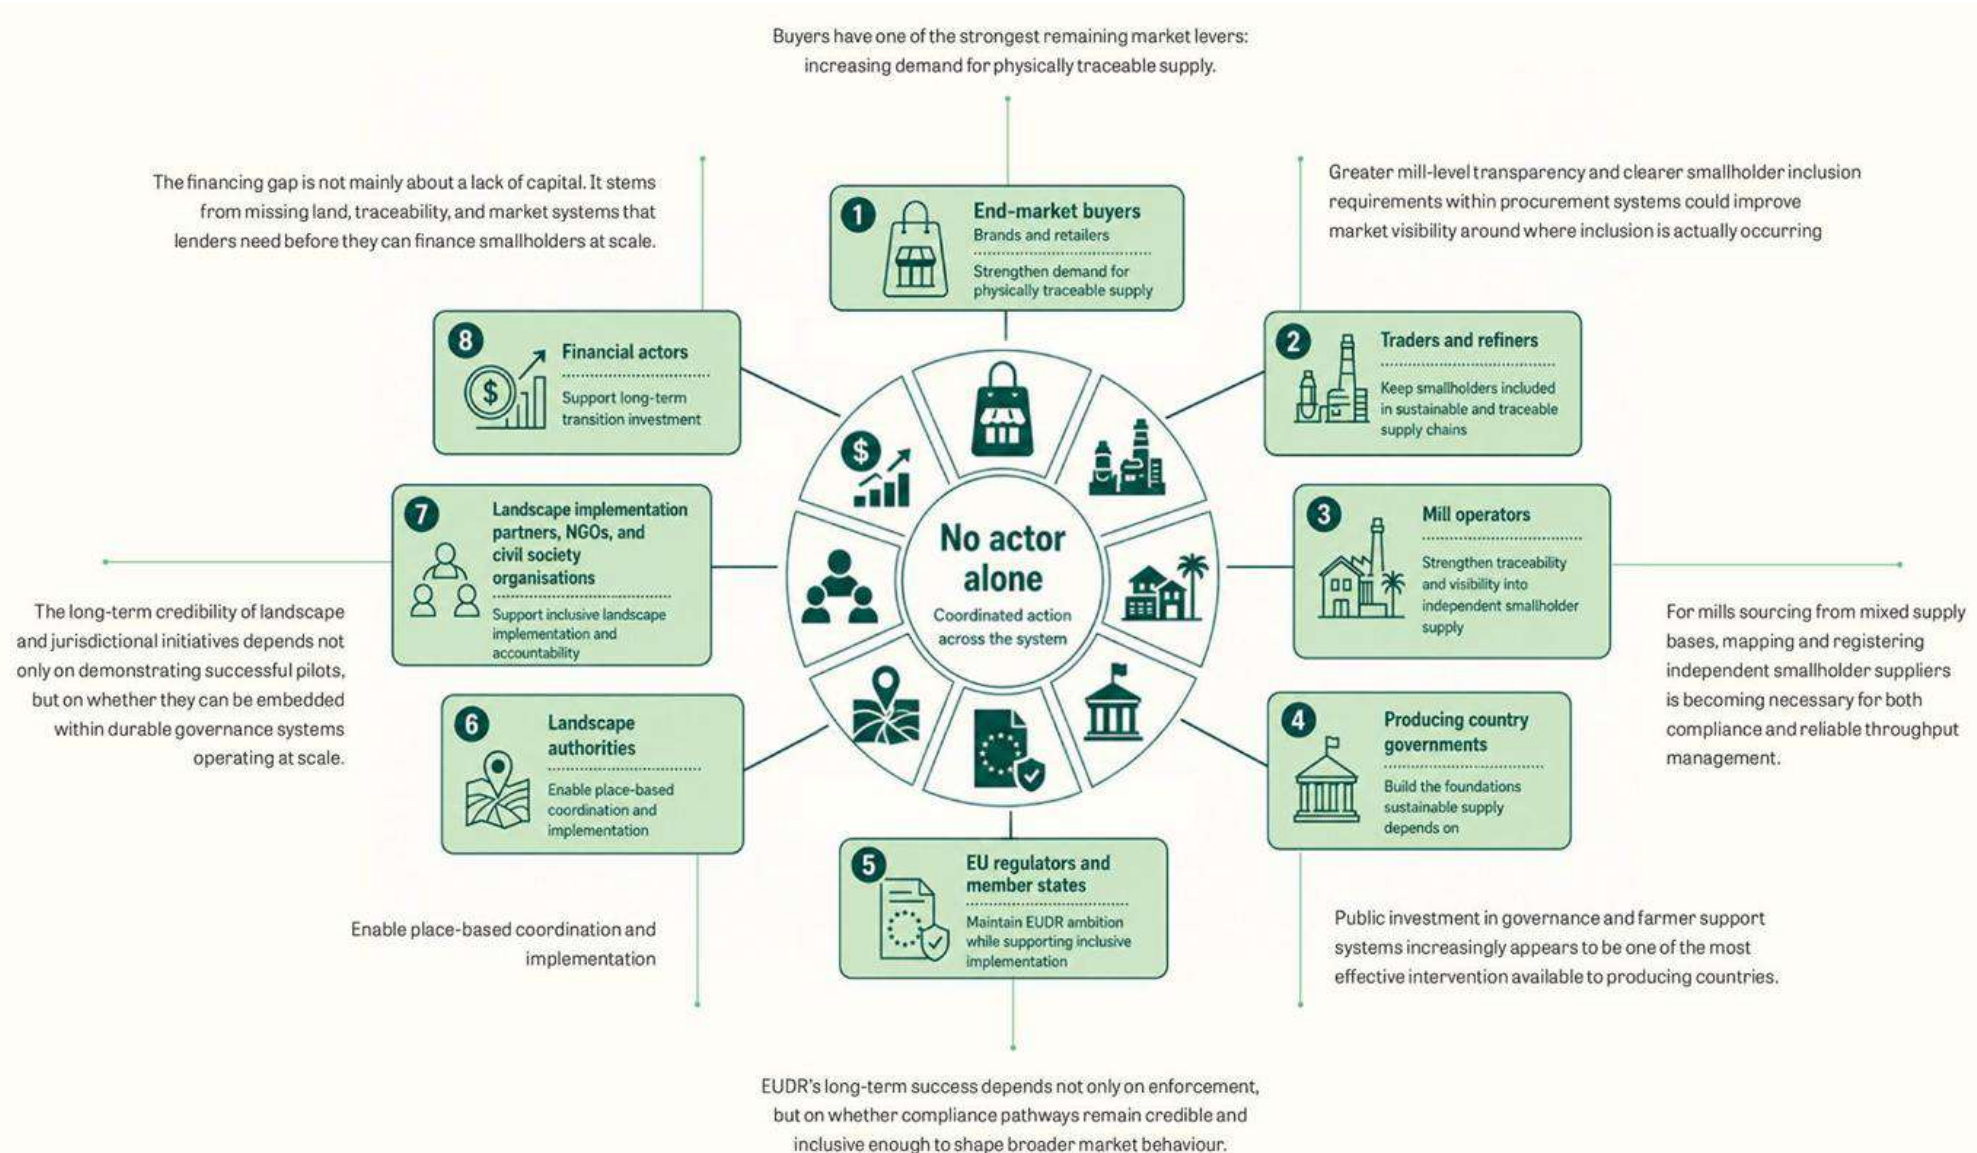 Buyers have one of the strongest remaining market levers:
increasing demand for physically traceable supply.
1
End-market buyers
Brands and retailers
Strengthen demand for
physically traceable supply
Greater mill-level transparency and clearer smallholder inclusion
requirements within procurement systems could improve
market visibility around where inclusion is actually occurring
2
Traders and refiners
Keep smallholders included
in sustainable and traceable
supply chains
3
Mill operators
Strengthen traceability
and visibility into
independent smallholder
supply
For mills sourcing from mixed supply
bases, mapping and registering
independent smallholder suppliers
is becoming necessary for both
compliance and reliable throughput
management.
4
Producing country
governments
Build the foundations
sustainable supply
depends on
Public investment in governance and farmer support
systems increasingly appears to be one of the most
effective intervention available to producing countries.
5
EU regulators and
member states
Maintain EUDR ambition
while supporting inclusive
implementation
EUDR's long-term success depends not only on enforcement,
but on whether compliance pathways remain credible and
inclusive enough to shape broader market behaviour.
6
Landscape
authorities
Enable place-based
coordination and
implementation
Enable place-based coordination and
implementation
7
Landscape implementation
partners, NGOs, and
civil society
organisations
Support inclusive landscape
implementation and
accountability
The long-term credibility of landscape
and jurisdictional initiatives depends not
only on demonstrating successful pilots,
but on whether they can be embedded
within durable governance systems
operating at scale.
8
$
Financial actors
Support long-term
transition investment
The financing gap is not mainly about a lack of capital. It stems
from missing land, traceability, and market systems that
lenders need before they can finance smallholders at scale.
$
No actor
alone
Coordinated action
across the system